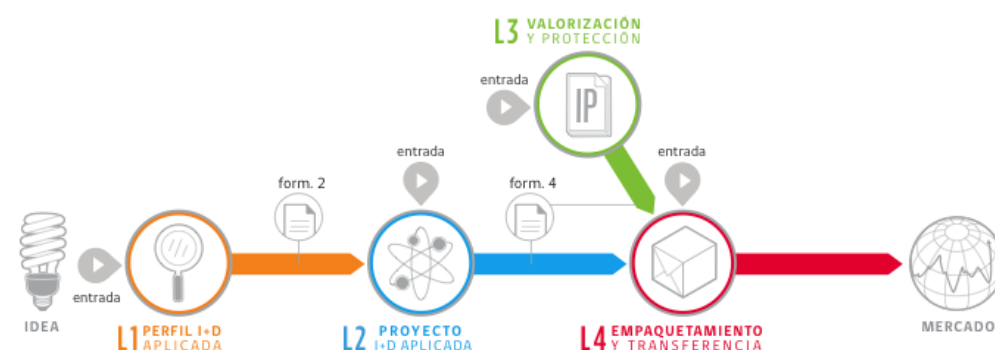 L3 VALORIZACIÓN
Y PROTECCIÓN
entrada
IP
entrada
entrada
form. 2
form. 4
entrada
IDEA
L1 PERFIL I+D
APLICADA
L2 PROYECTO
I+D APLICADA
L4 EMPAQUETAMIENTO
Y TRANSFERENCIA
MERCADO